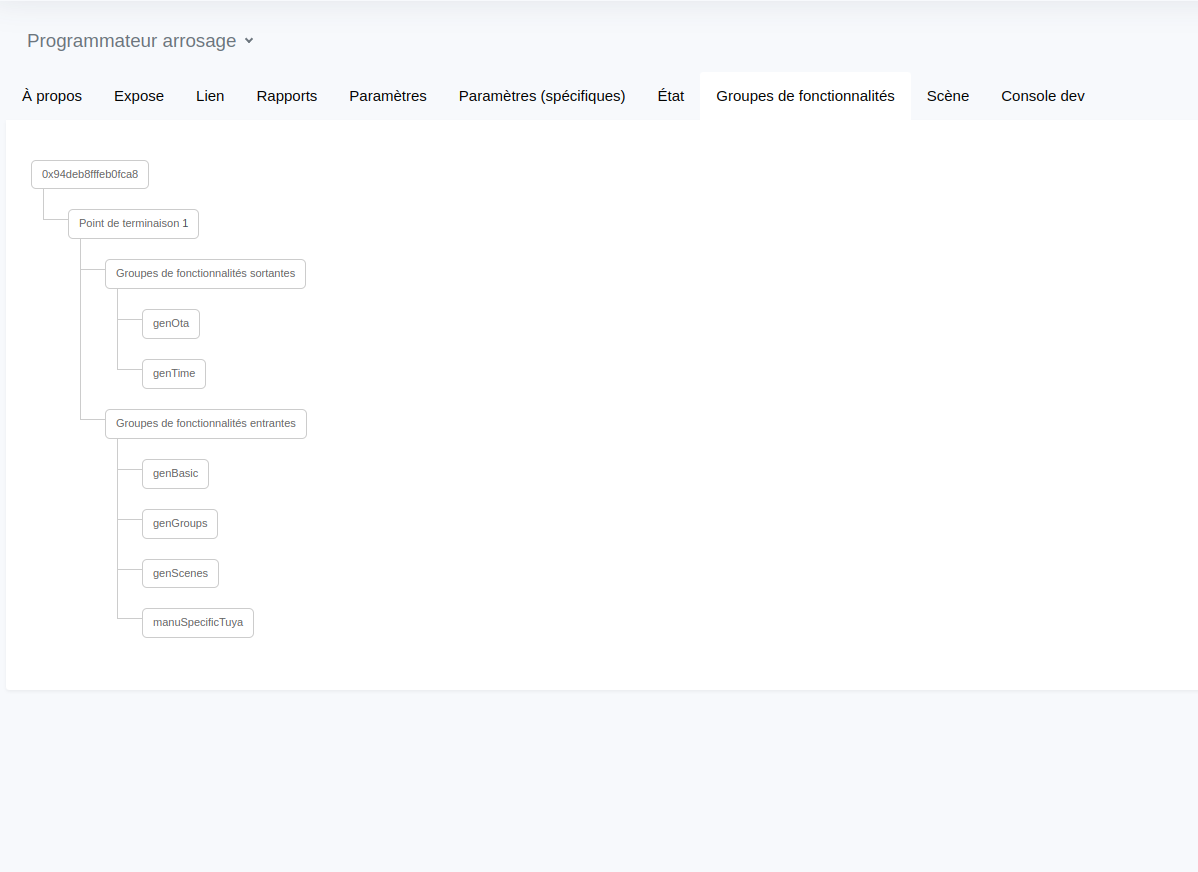 Programmateur arrosage
À propos Expose Lien Rapports Paramètres Paramètres (spécifiques) État Groupes de fonctionnalités Scène Console dev
0x94deb8fffeb0fca8
Point de terminaison 1
Groupes de fonctionnalités sortantes
genOta
genTime
Groupes de fonctionnalités entrantes
genBasic
genGroups
genScenes
manuSpecificTuya